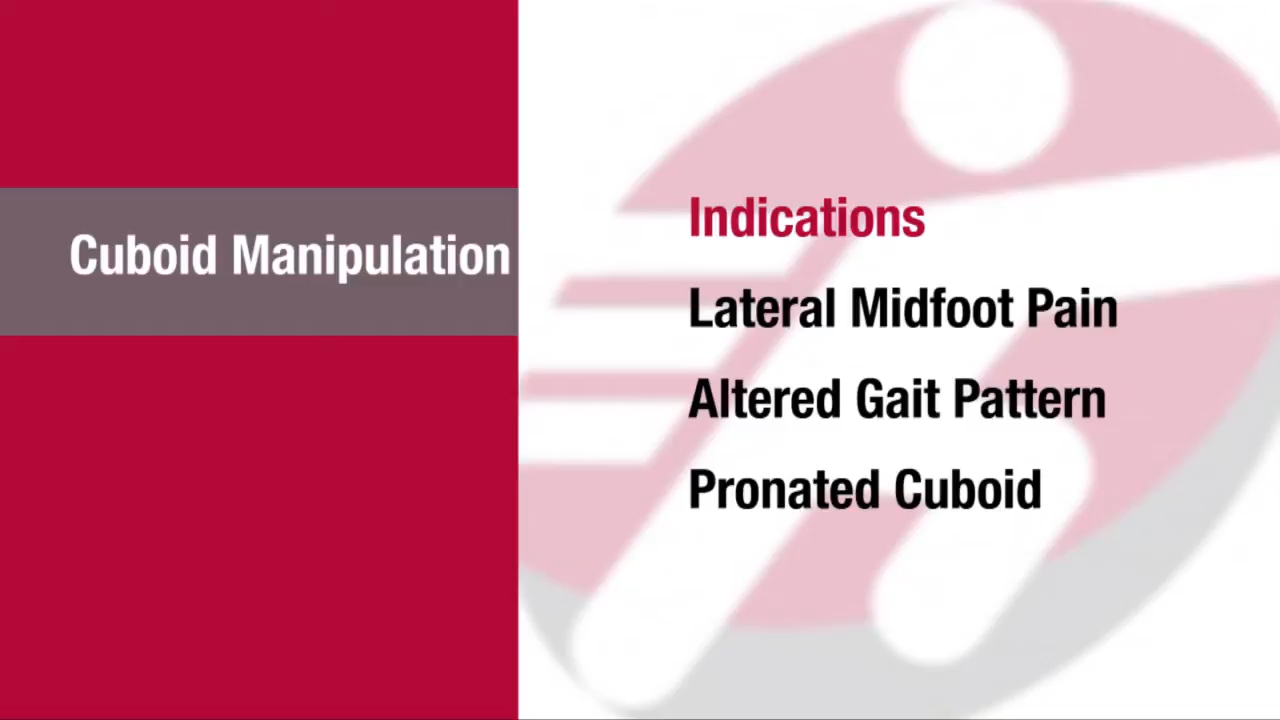 Cuboid Manipulation
Indications
Lateral Midfoot Pain
Altered Gait Pattern
Pronated Cuboid